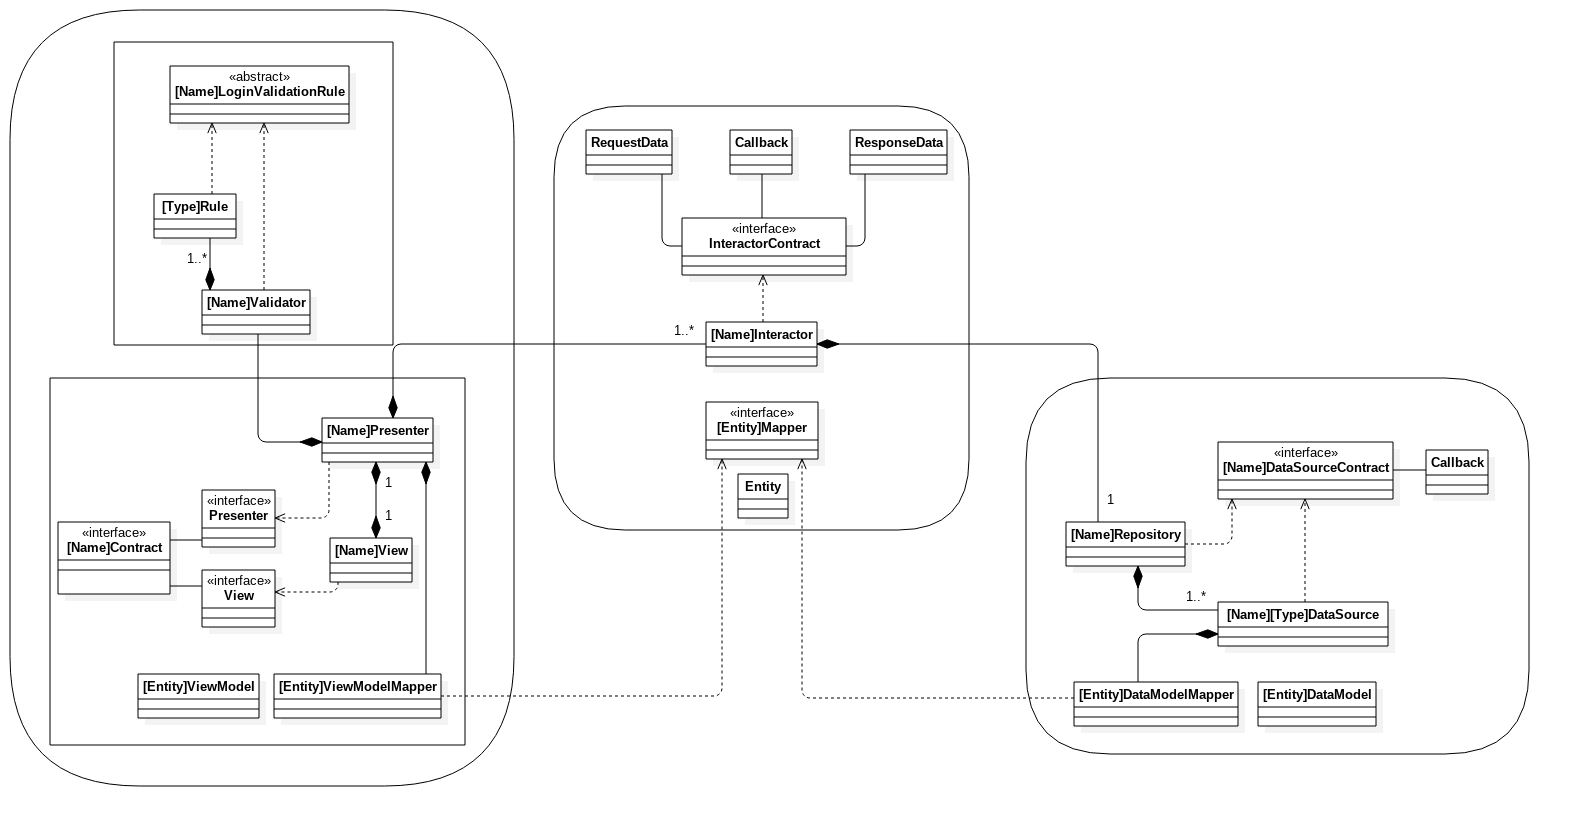 «abstract»
[Name]LoginValidationRule
[Type]Rule
1..*
[Name]Validator
[Name]Presenter
1
1
«interface»
Presenter
«interface»
[Name]Contract
[Name]View
«interface»
View
[Entity]ViewModel
[Entity]ViewModelMapper
RequestData
Callback
ResponseData
«interface»
InteractorContract
1..*
[Name]Interactor
«interface»
[Entity]Mapper
Entity
«interface»
[Name]DataSourceContract
Callback
1
[Name]Repository
1..*
[Name][Type]DataSource
[Entity]DataModelMapper
[Entity]DataModel